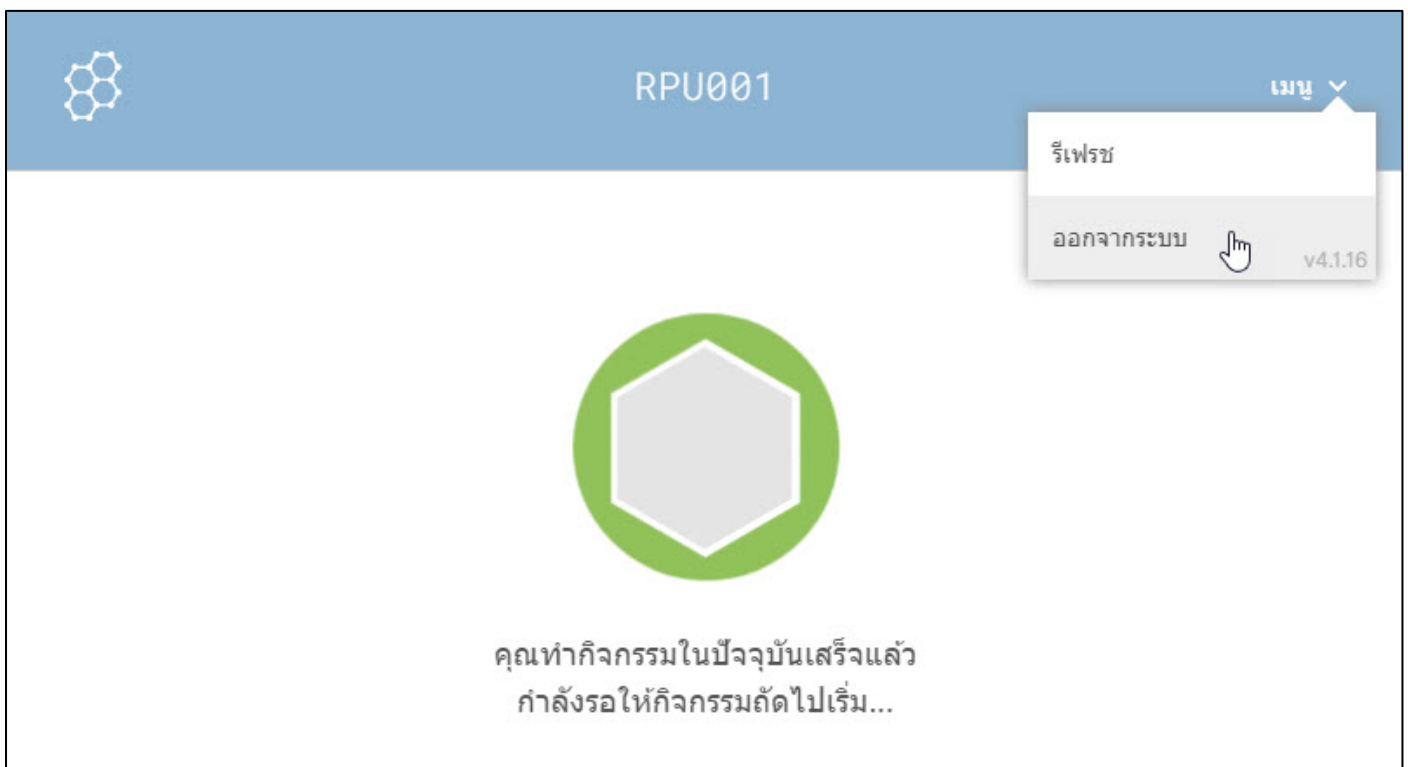 RPU001
เมนู
รีเฟรช
ออกจากระบบ
v4.1.16
คุณทำกิจกรรมในปัจจุบันเสร็จแล้ว
กำลังรอให้กิจกรรมถัดไปเริ่ม...